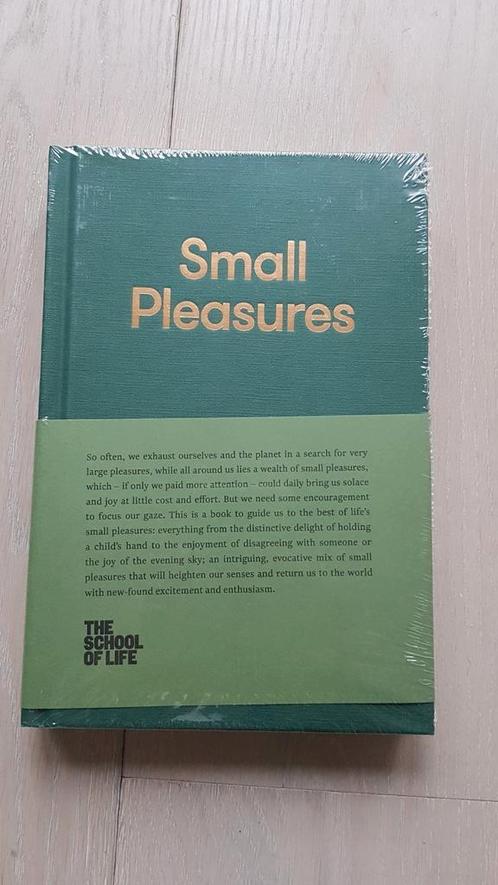 Small
Pleasures
So often, we exhaust ourselves and the planet in a search for very
large pleasures, while all around us lies a wealth of small pleasures,
which – if only we paid more attention – could daily bring us solace
and joy at little cost and effort. But we need some encouragement
to focus our gaze. This is a book to guide us to the best of life's
small pleasures: everything from the distinctive delight of holding
a child's hand to the enjoyment of disagreeing with someone or
the joy of the evening sky; an intriguing, evocative mix of small
pleasures that will heighten our senses and return us to the world
with new-found excitement and enthusiasm.
THE
SCHOOL
OF LIFE